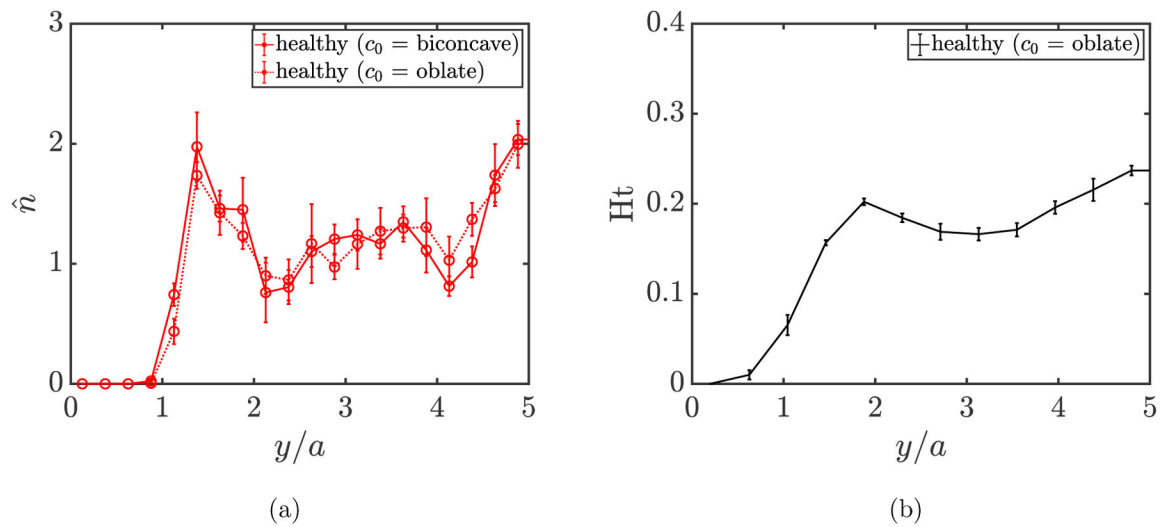 3
2
1
0
n̂
healthy (c₀ = biconcave)
healthy (c₀ = oblate)
0 1 2 3 4 5
y/a
(a)
0.4
0.3
0.2
0.1
0
Ht
healthy (c₀ = oblate)
0 1 2 3 4 5
y/a
(b)